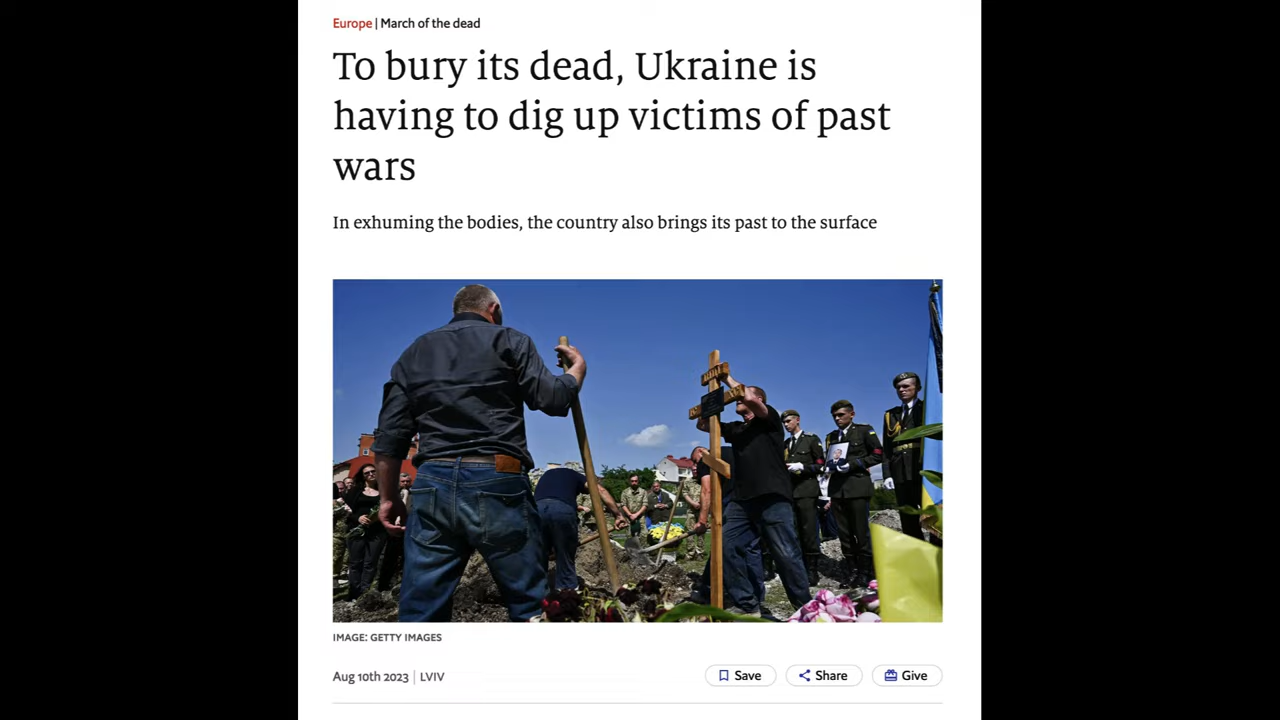 Europe | March of the dead
To bury its dead, Ukraine is
having to dig up victims of past
wars
In exhuming the bodies, the country also brings its past to the surface
IMAGE: GETTY IMAGES
Aug 10th 2023 | LVIV
Save
Share
Give